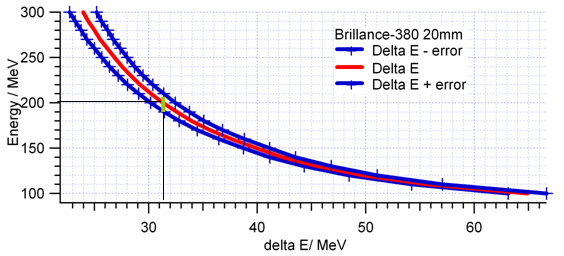 300
250
200
150
100
Energy / MeV
Brillance-380 20mm
Delta E - error
Delta E
Delta E + error
30
40
50
60
delta E/ MeV